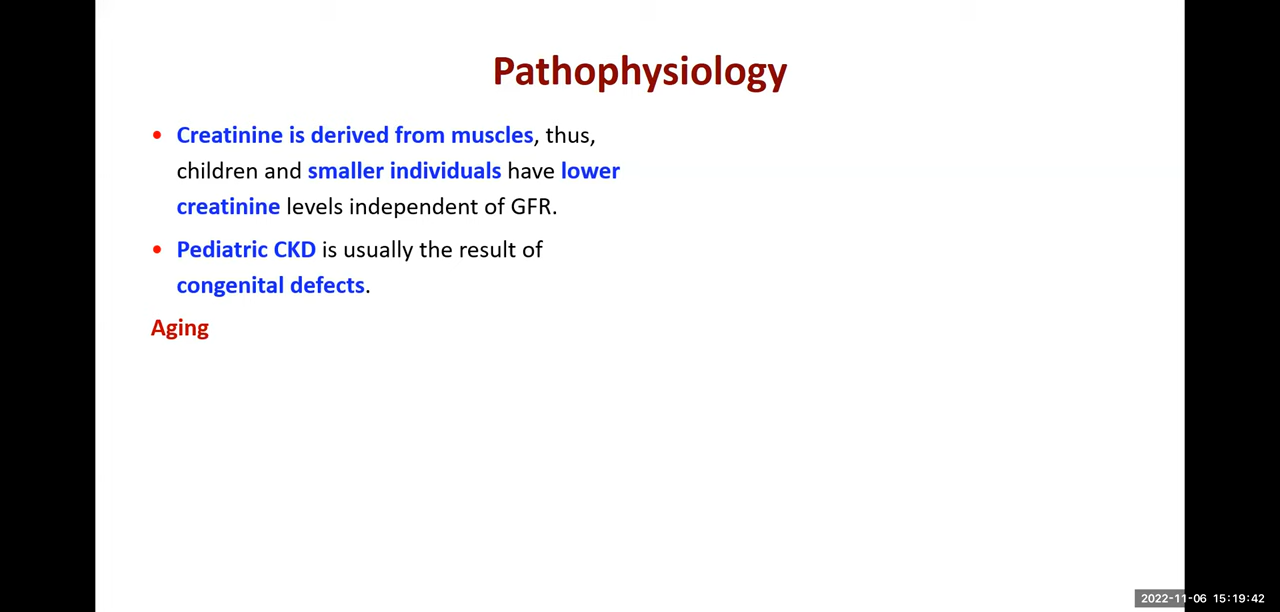 Pathophysiology
• Creatinine is derived from muscles, thus,
children and smaller individuals have lower
creatinine levels independent of GFR.
• Pediatric CKD is usually the result of
congenital defects.
Aging
2022-11-06 15:19:42